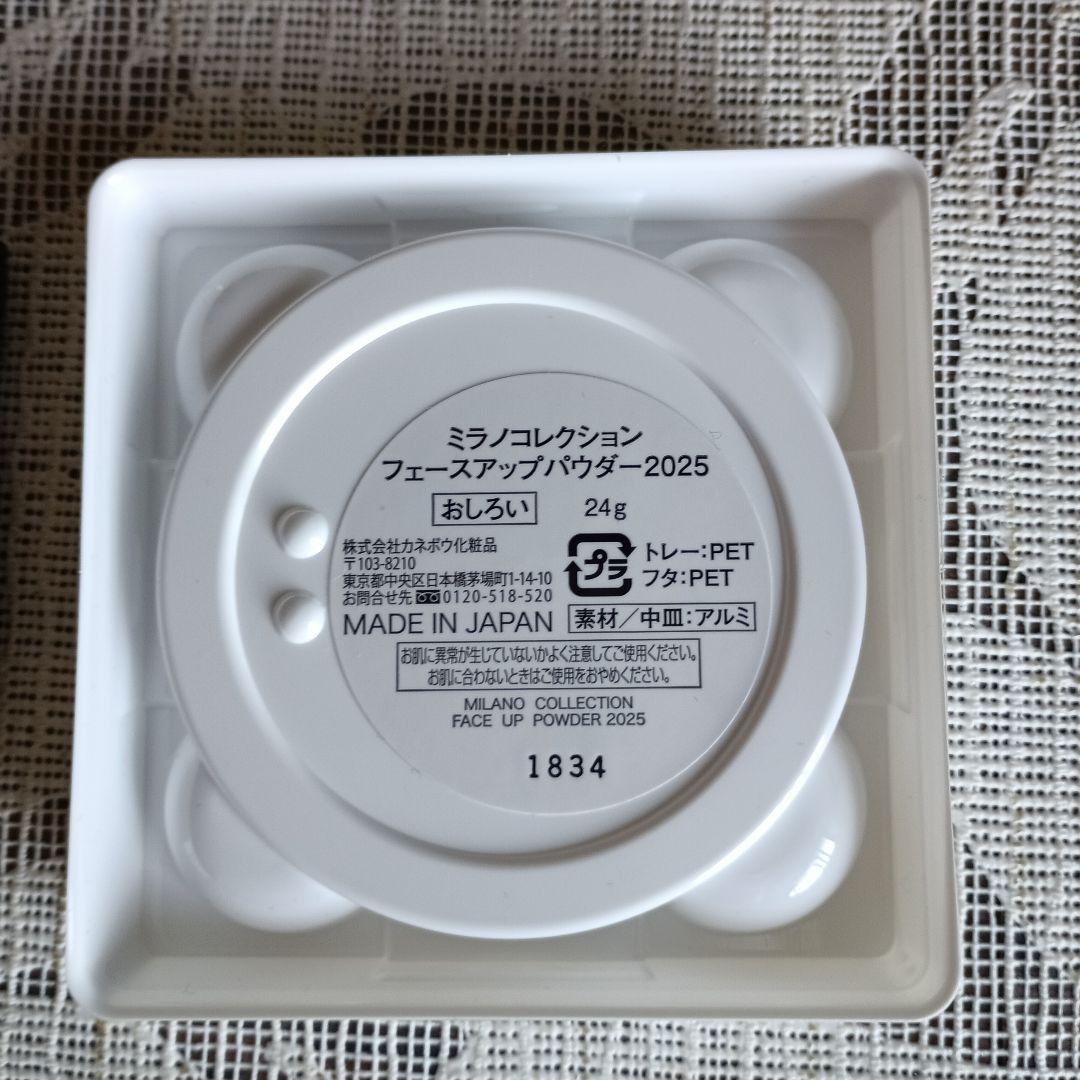 ミラノコレクション
フェースアップパウダー2025
おしろい 24g
株式会社カネボウ化粧品
〒103-8210
東京都中央区日本橋茅場町1-14-10
お問合せ先 0120-518-520
MADE IN JAPAN
プラ
トレー:PET
フタ:PET
素材/中皿:アルミ
お肌に異常が生じていないかよく注意してご使用ください。
お肌に合わないときはご使用をおやめください。
MILANO COLLECTION
FACE UP POWDER 2025
1834